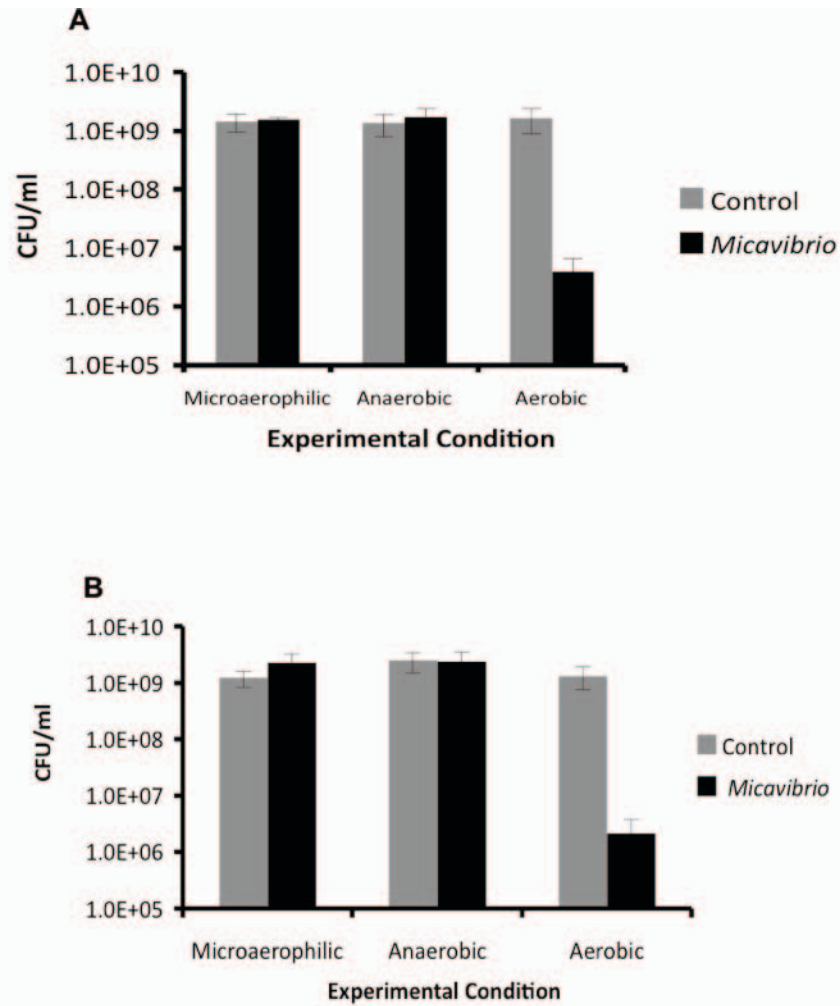 A
1.0E+10
1.0E+09
1.0E+08
1.0E+07
1.0E+06
1.0E+05
CFU/ml
Control
Micavibrio
Microaerophilic Anaerobic Aerobic
Experimental Condition
B
1.0E+10
1.0E+09
1.0E+08
1.0E+07
1.0E+06
1.0E+05
CFU/ml
Control
Micavibrio
Microaerophilic Anaerobic Aerobic
Experimental Condition